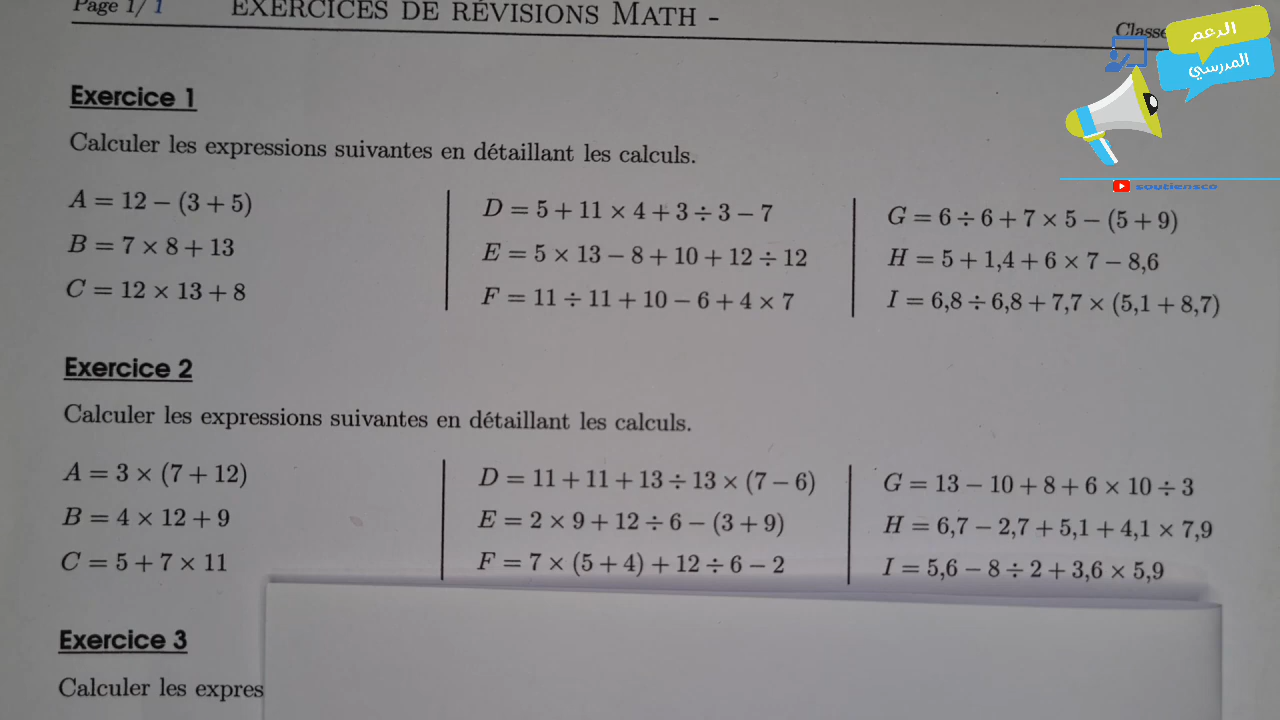 Page 1/ 1
EXERCICES DE RÉVISIONS MATH -
Classe
الدعم
المدرسي
soutiensco
Exercice 1
Calculer les expressions suivantes en détaillant les calculs.
A = 12 − (3 + 5)
B = 7 × 8 + 13
C = 12 × 13 + 8
D = 5 + 11 × 4 + 3 ÷ 3 − 7
E = 5 × 13 − 8 + 10 + 12 ÷ 12
F = 11 ÷ 11 + 10 − 6 + 4 × 7
G = 6 ÷ 6 + 7 × 5 − (5 + 9)
H = 5 + 1,4 + 6 × 7 − 8,6
I = 6,8 ÷ 6,8 + 7,7 × (5,1 + 8,7)
Exercice 2
Calculer les expressions suivantes en détaillant les calculs.
A = 3 × (7 + 12)
B = 4 × 12 + 9
C = 5 + 7 × 11
D = 11 + 11 + 13 ÷ 13 × (7 − 6)
E = 2 × 9 + 12 ÷ 6 − (3 + 9)
F = 7 × (5 + 4) + 12 ÷ 6 − 2
G = 13 − 10 + 8 + 6 × 10 ÷ 3
H = 6,7 − 2,7 + 5,1 + 4,1 × 7,9
I = 5,6 − 8 ÷ 2 + 3,6 × 5,9
Exercice 3
Calculer les expres